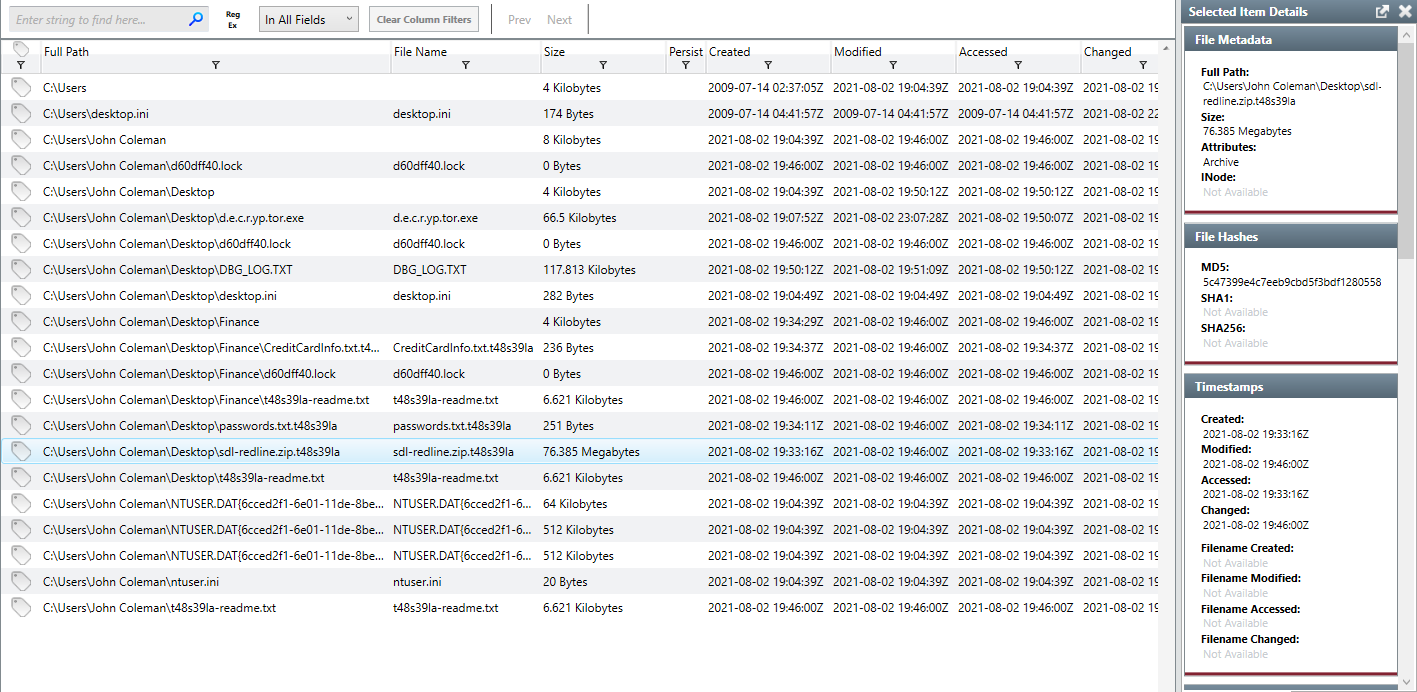 Enter string to find here...
Reg Ex
In All Fields
Clear Column Filters
Prev Next
Full Path File Name Size Persist Created Modified Accessed Changed
C:\Users 4 Kilobytes 2009-07-14 02:37:05Z 2021-08-02 19:04:39Z 2021-08-02 19:04:39Z 2021-08-02 19
C:\Users\desktop.ini desktop.ini 174 Bytes 2009-07-14 04:41:57Z 2009-07-14 04:41:57Z 2009-07-14 04:41:57Z 2021-08-02 22
C:\Users\John Coleman 8 Kilobytes 2021-08-02 19:04:39Z 2021-08-02 19:46:00Z 2021-08-02 19:46:00Z 2021-08-02 19
C:\Users\John Coleman\d60dff40.lock d60dff40.lock 0 Bytes 2021-08-02 19:46:00Z 2021-08-02 19:46:00Z 2021-08-02 19:46:00Z 2021-08-02 19
C:\Users\John Coleman\Desktop 4 Kilobytes 2021-08-02 19:04:39Z 2021-08-02 19:50:12Z 2021-08-02 19:50:12Z 2021-08-02 19
C:\Users\John Coleman\Desktop\d.e.c.r.yp.tor.exe d.e.c.r.yp.tor.exe 66.5 Kilobytes 2021-08-02 19:07:52Z 2021-08-02 23:07:28Z 2021-08-02 19:50:07Z 2021-08-02 19
C:\Users\John Coleman\Desktop\d60dff40.lock d60dff40.lock 0 Bytes 2021-08-02 19:46:00Z 2021-08-02 19:46:00Z 2021-08-02 19:46:00Z 2021-08-02 19
C:\Users\John Coleman\Desktop\DBG_LOG.TXT DBG_LOG.TXT 117.813 Kilobytes 2021-08-02 19:50:12Z 2021-08-02 19:51:09Z 2021-08-02 19:50:12Z 2021-08-02 19
C:\Users\John Coleman\Desktop\desktop.ini desktop.ini 282 Bytes 2021-08-02 19:04:49Z 2021-08-02 19:04:49Z 2021-08-02 19:04:49Z 2021-08-02 19
C:\Users\John Coleman\Desktop\Finance 4 Kilobytes 2021-08-02 19:34:29Z 2021-08-02 19:46:00Z 2021-08-02 19:46:00Z 2021-08-02 19
C:\Users\John Coleman\Desktop\Finance\CreditCardInfo.txt.t4... CreditCardInfo.txt.t48s39la 236 Bytes 2021-08-02 19:34:37Z 2021-08-02 19:46:00Z 2021-08-02 19:34:37Z 2021-08-02 19
C:\Users\John Coleman\Desktop\Finance\d60dff40.lock d60dff40.lock 0 Bytes 2021-08-02 19:46:00Z 2021-08-02 19:46:00Z 2021-08-02 19:46:00Z 2021-08-02 19
C:\Users\John Coleman\Desktop\Finance\t48s39la-readme.txt t48s39la-readme.txt 6.621 Kilobytes 2021-08-02 19:46:00Z 2021-08-02 19:46:00Z 2021-08-02 19:46:00Z 2021-08-02 19
C:\Users\John Coleman\Desktop\passwords.txt.t48s39la passwords.txt.t48s39la 251 Bytes 2021-08-02 19:34:11Z 2021-08-02 19:46:00Z 2021-08-02 19:34:11Z 2021-08-02 19
C:\Users\John Coleman\Desktop\sdl-redline.zip.t48s39la sdl-redline.zip.t48s39la 76.385 Megabytes 2021-08-02 19:33:16Z 2021-08-02 19:46:00Z 2021-08-02 19:33:16Z 2021-08-02 19
C:\Users\John Coleman\Desktop\t48s39la-readme.txt t48s39la-readme.txt 6.621 Kilobytes 2021-08-02 19:46:00Z 2021-08-02 19:46:00Z 2021-08-02 19:46:00Z 2021-08-02 19
C:\Users\John Coleman\NTUSER.DAT{6cced2f1-6e01-11de-8be... NTUSER.DAT{6cced2f1-6... 64 Kilobytes 2021-08-02 19:04:39Z 2021-08-02 19:04:39Z 2021-08-02 19:04:39Z 2021-08-02 19
C:\Users\John Coleman\NTUSER.DAT{6cced2f1-6e01-11de-8be... NTUSER.DAT{6cced2f1-6... 512 Kilobytes 2021-08-02 19:04:39Z 2021-08-02 19:04:39Z 2021-08-02 19:04:39Z 2021-08-02 19
C:\Users\John Coleman\NTUSER.DAT{6cced2f1-6e01-11de-8be... NTUSER.DAT{6cced2f1-6... 512 Kilobytes 2021-08-02 19:04:39Z 2021-08-02 19:04:39Z 2021-08-02 19:04:39Z 2021-08-02 19
C:\Users\John Coleman\ntuser.ini ntuser.ini 20 Bytes 2021-08-02 19:04:39Z 2021-08-02 19:04:39Z 2021-08-02 19:04:39Z 2021-08-02 19
C:\Users\John Coleman\t48s39la-readme.txt t48s39la-readme.txt 6.621 Kilobytes 2021-08-02 19:46:00Z 2021-08-02 19:46:00Z 2021-08-02 19:46:00Z 2021-08-02 19
Selected Item Details
File Metadata
Full Path:
C:\Users\John Coleman\Desktop\sdl-
redline.zip.t48s39la
Size:
76.385 Megabytes
Attributes:
Archive
INode:
Not Available
File Hashes
MD5:
5c47399e4c7eeb9cbd5f3bdf1280558
SHA1:
Not Available
SHA256:
Not Available
Timestamps
Created:
2021-08-02 19:33:16Z
Modified:
2021-08-02 19:46:00Z
Accessed:
2021-08-02 19:33:16Z
Changed:
2021-08-02 19:46:00Z
Filename Created:
Not Available
Filename Modified:
Not Available
Filename Accessed:
Not Available
Filename Changed:
Not Available